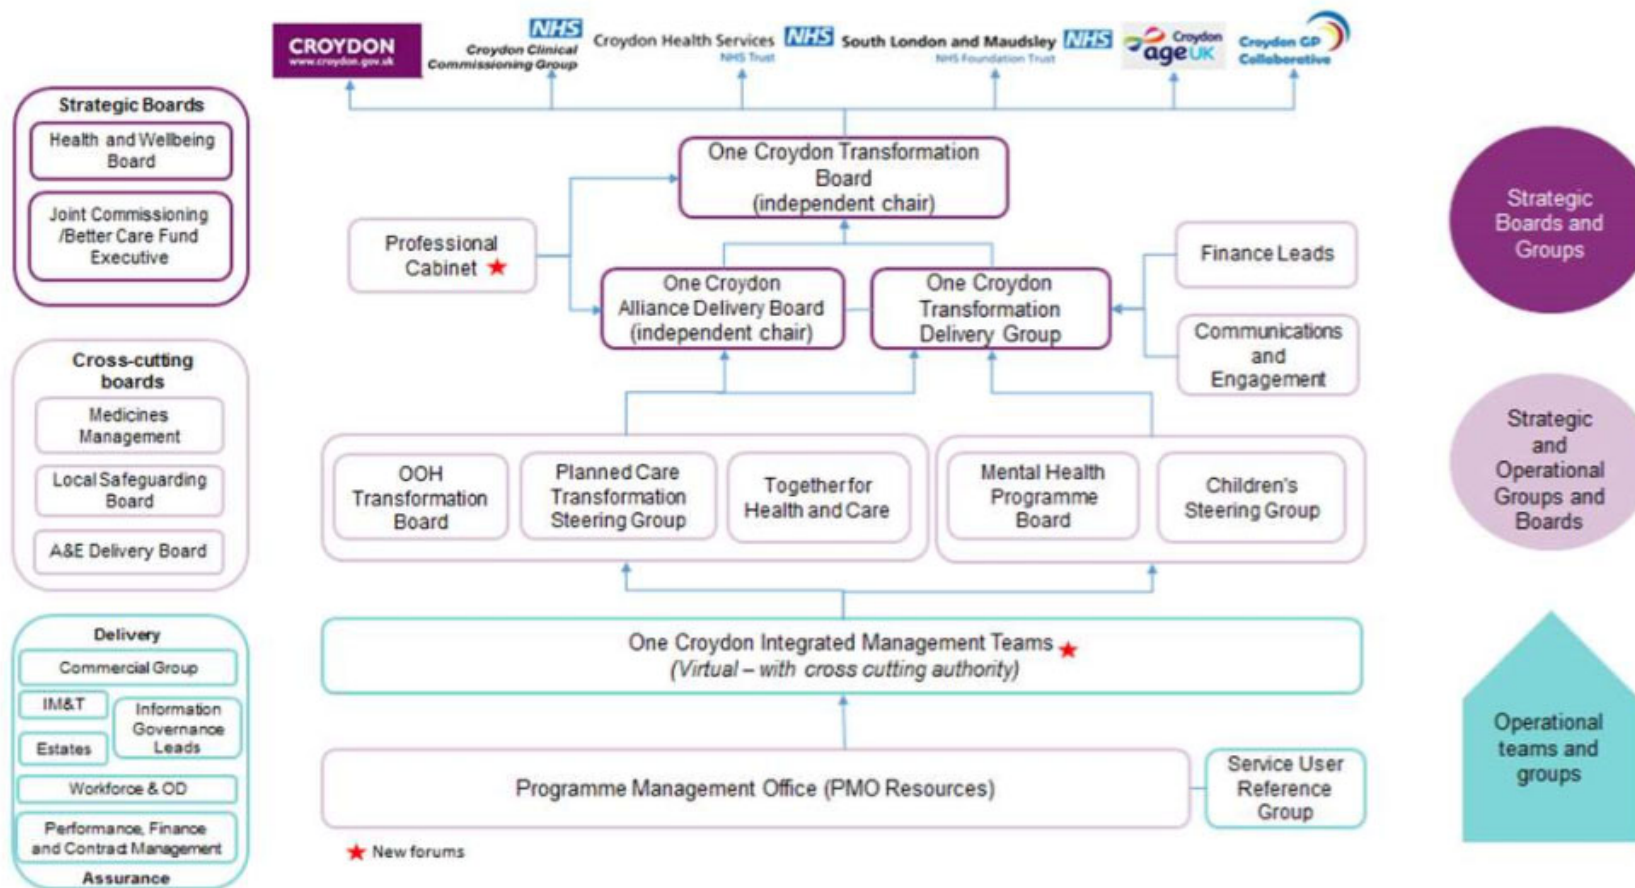 CROYDON
www.croydon.gov.uk
NHS
Croydon Clinical
Commissioning Group
Croydon Health Services NHS
NHS Trust
South London and Maudsley NHS
NHS Foundation Trust
Croydon
age UK
Croydon GP
Collaborative
Strategic Boards
Health and Wellbeing
Board
Joint Commissioning
/Better Care Fund
Executive
Cross-cutting
boards
Medicines
Management
Local Safeguarding
Board
A&E Delivery Board
Delivery
Commercial Group
IM&T
Estates
Information
Governance
Leads
Workforce & OD
Performance, Finance
and Contract Management
Assurance
One Croydon Transformation
Board
(independent chair)
Professional
Cabinet
One Croydon
Alliance Delivery Board
(independent chair)
One Croydon
Transformation
Delivery Group
Finance Leads
Communications
and
Engagement
OOH
Transformation
Board
Planned Care
Transformation
Steering Group
Together for
Health and Care
Mental Health
Programme
Board
Children's
Steering Group
One Croydon Integrated Management Teams
(Virtual – with cross cutting authority)
Programme Management Office (PMO Resources)
Service User
Reference
Group
New forums
Strategic
Boards and
Groups
Strategic
and
Operational
Groups and
Boards
Operational
teams and
groups